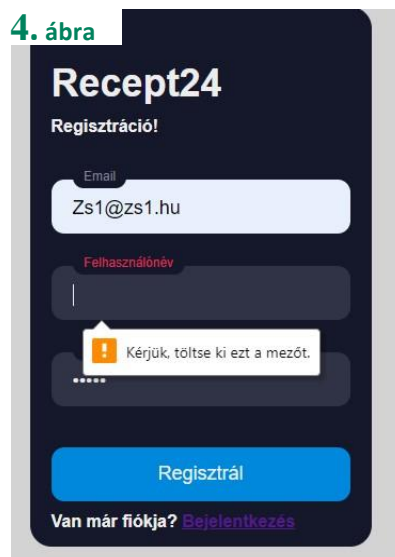 4. ábra
Recept24
Regisztráció!
Email
Zs1@zs1.hu
Felhasználónév
Kérjük, töltse ki ezt a mezőt.
•••••
Regisztrál
Van már fiókja? Bejelentkezés